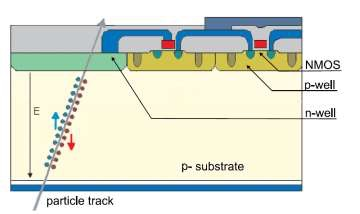 NMOS
p-well
n-well
E
p- substrate
particle track